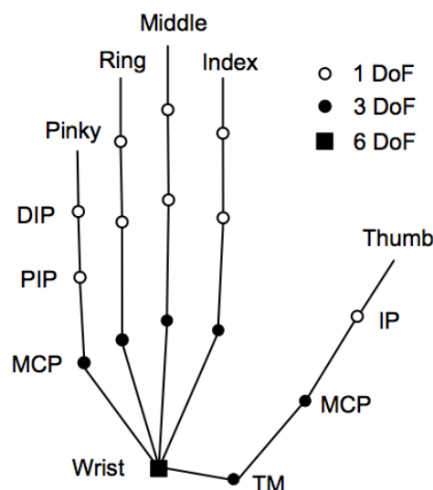 Middle
Ring
Index
1 DoF
3 DoF
6 DoF
Pinky
DIP
PIP
MCP
Thumb
IP
MCP
Wrist
TM